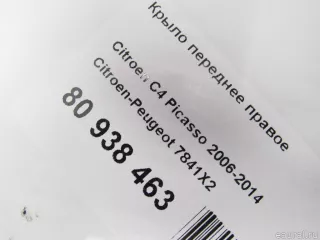 Крыло переднее правое
Citroen C4 Picasso 2006-2014
Citroen-Peugeot 7841X2
80 938 463